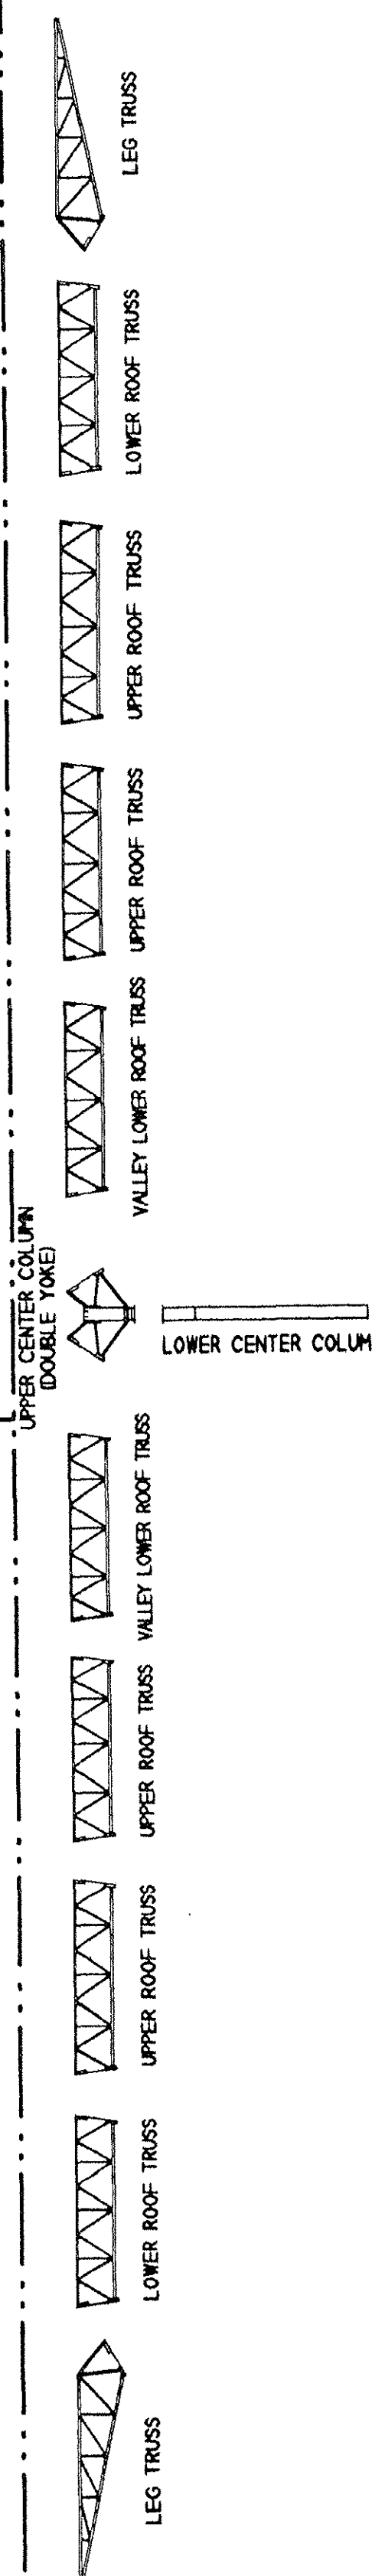 LEG TRUSS
LOWER ROOF TRUSS
UPPER ROOF TRUSS
UPPER ROOF TRUSS
VALLEY LOWER ROOF TRUSS
UPPER CENTER COLUMN
(DOUBLE YOKE)
LOWER CENTER COLUM
VALLEY LOWER ROOF TRUSS
UPPER ROOF TRUSS
UPPER ROOF TRUSS
LOWER ROOF TRUSS
LEG TRUSS